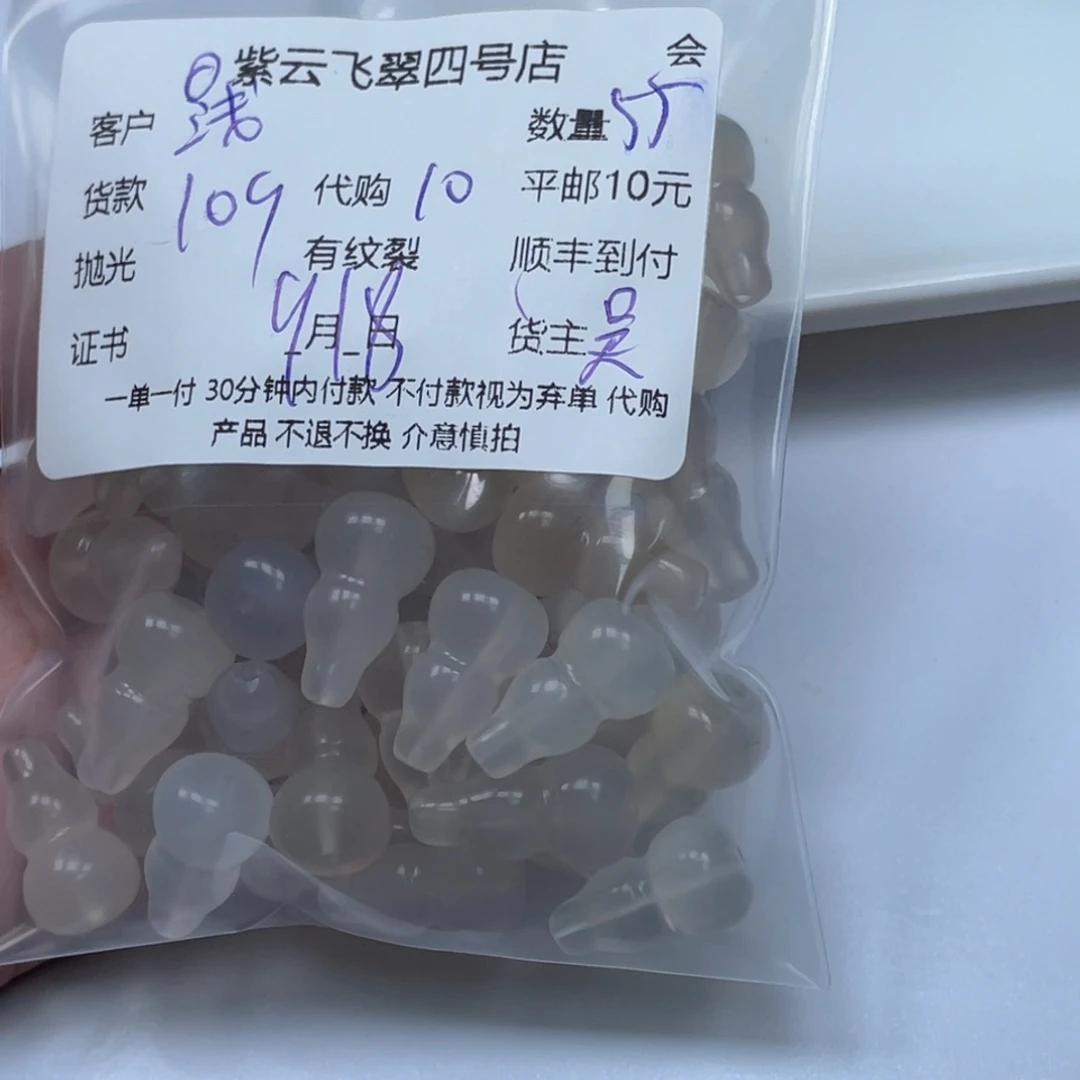 紫云飞翠四号店 会
客户 数量 55
货款 109 代购 10 平邮10元
抛光 有纹裂 顺丰到付
证书 9月18日 货主 吴
一单一付 30分钟内付款 不付款视为弃单 代购
产品 不退不换 介意慎拍